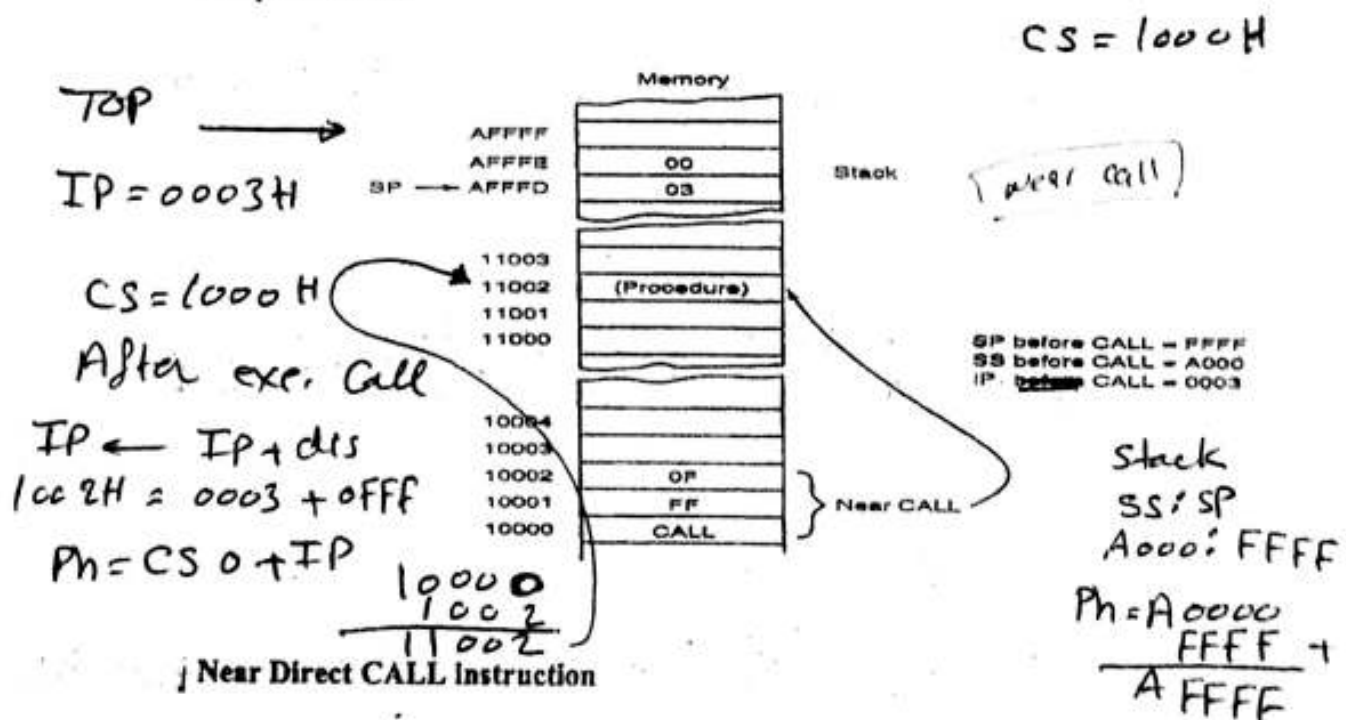 CS = 1000H
Memory
TOP
AFFFF
AFFFE 00
SP AFFFD 03
Stack
near call
IP = 0003H
11003
11002 (Procedure)
11001
11000
CS = 1000 H
After exe. Call
SP before CALL = FFFF
SS before CALL = A000
IP before CALL = 0003
10004
10003
10002 0F
10001 FF
10000 CALL
Near CALL
IP ← IP + dis
1002H = 0003 + 0FFF
Ph = CS 0 + IP
10000
1002
11002
Stack
SS : SP
A000 : FFFF
Ph = A0000
FFFF +
AFFFF
Near Direct CALL instruction